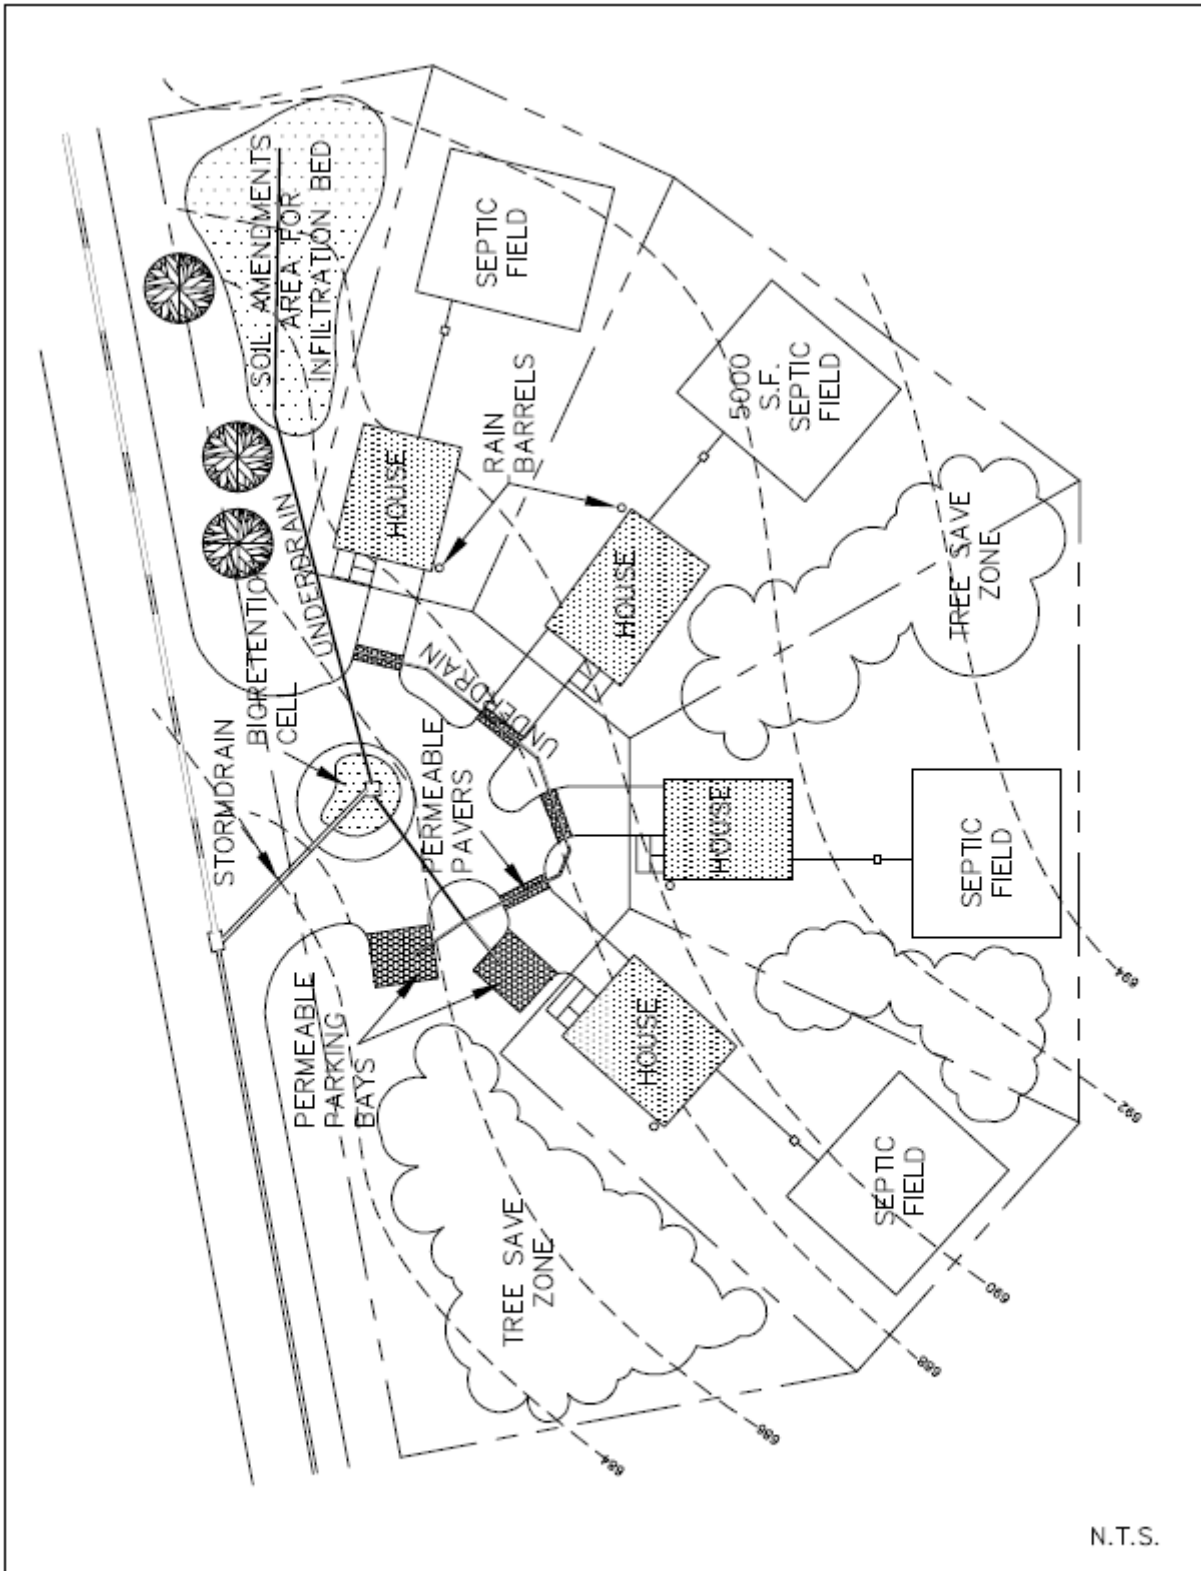 SOIL AMENDMENTS
AREA FOR
INFILTRATION BED
SEPTIC
FIELD
5000
S.F.
SEPTIC
FIELD
RAIN
BARRELS
HOUSE
HOUSE
UNDERDRAIN
BIORETENTIO
CELL
STORMDRAIN
UNDERDRAIN
PERMEABLE
PAVERS
TREE SAVE
ZONE
HOUSE
SEPTIC
FIELD
PERMEABLE
PARKING
BAYS
HOUSE
TREE SAVE
ZONE
SEPTIC
FIELD
694
692
690
688
686
684
N.T.S.